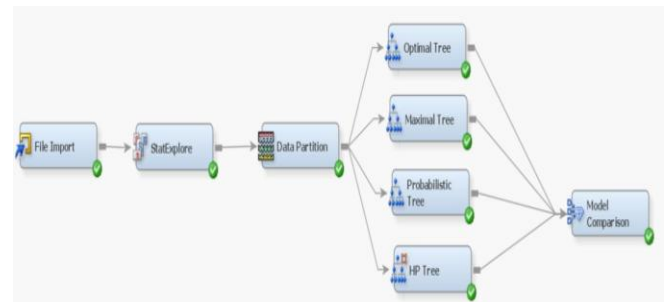 Optimal Tree
Maximal Tree
File Import
StatExplore
Data Partition
Probabilistic
Tree
Model
Comparison
HP Tree